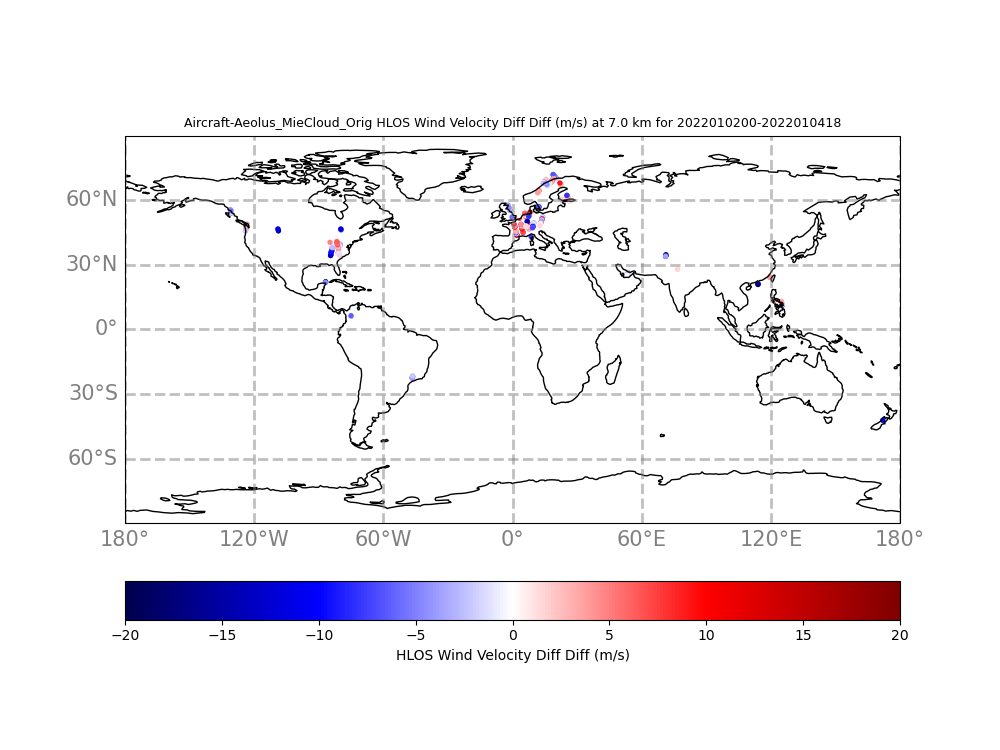 Aircraft-Aeolus_MieCloud_Orig HLOS Wind Velocity Diff Diff (m/s) at 7.0 km for 2022010200-2022010418
60°N
30°N
0°
30°S
60°S
180° 120°W 60°W 0° 60°E 120°E 180°
−20 −15 −10 −5 0 5 10 15 20
HLOS Wind Velocity Diff Diff (m/s)